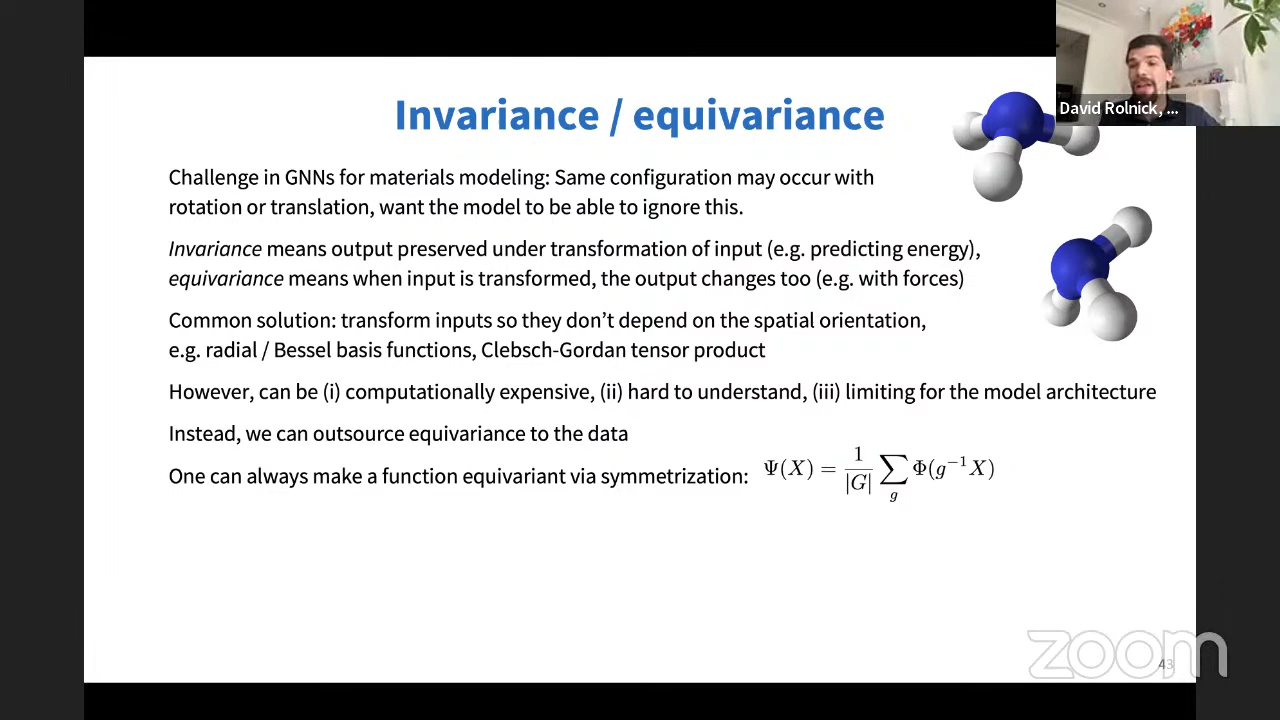 Invariance / equivariance
David Rolnick, ...
Challenge in GNNs for materials modeling: Same configuration may occur with
rotation or translation, want the model to be able to ignore this.
Invariance means output preserved under transformation of input (e.g. predicting energy),
equivariance means when input is transformed, the output changes too (e.g. with forces)
Common solution: transform inputs so they don’t depend on the spatial orientation,
e.g. radial / Bessel basis functions, Clebsch-Gordan tensor product
However, can be (i) computationally expensive, (ii) hard to understand, (iii) limiting for the model architecture
Instead, we can outsource equivariance to the data
One can always make a function equivariant via symmetrization: Ψ(X) = 1/|G| ∑_g Φ(g⁻¹X)
zoom
43